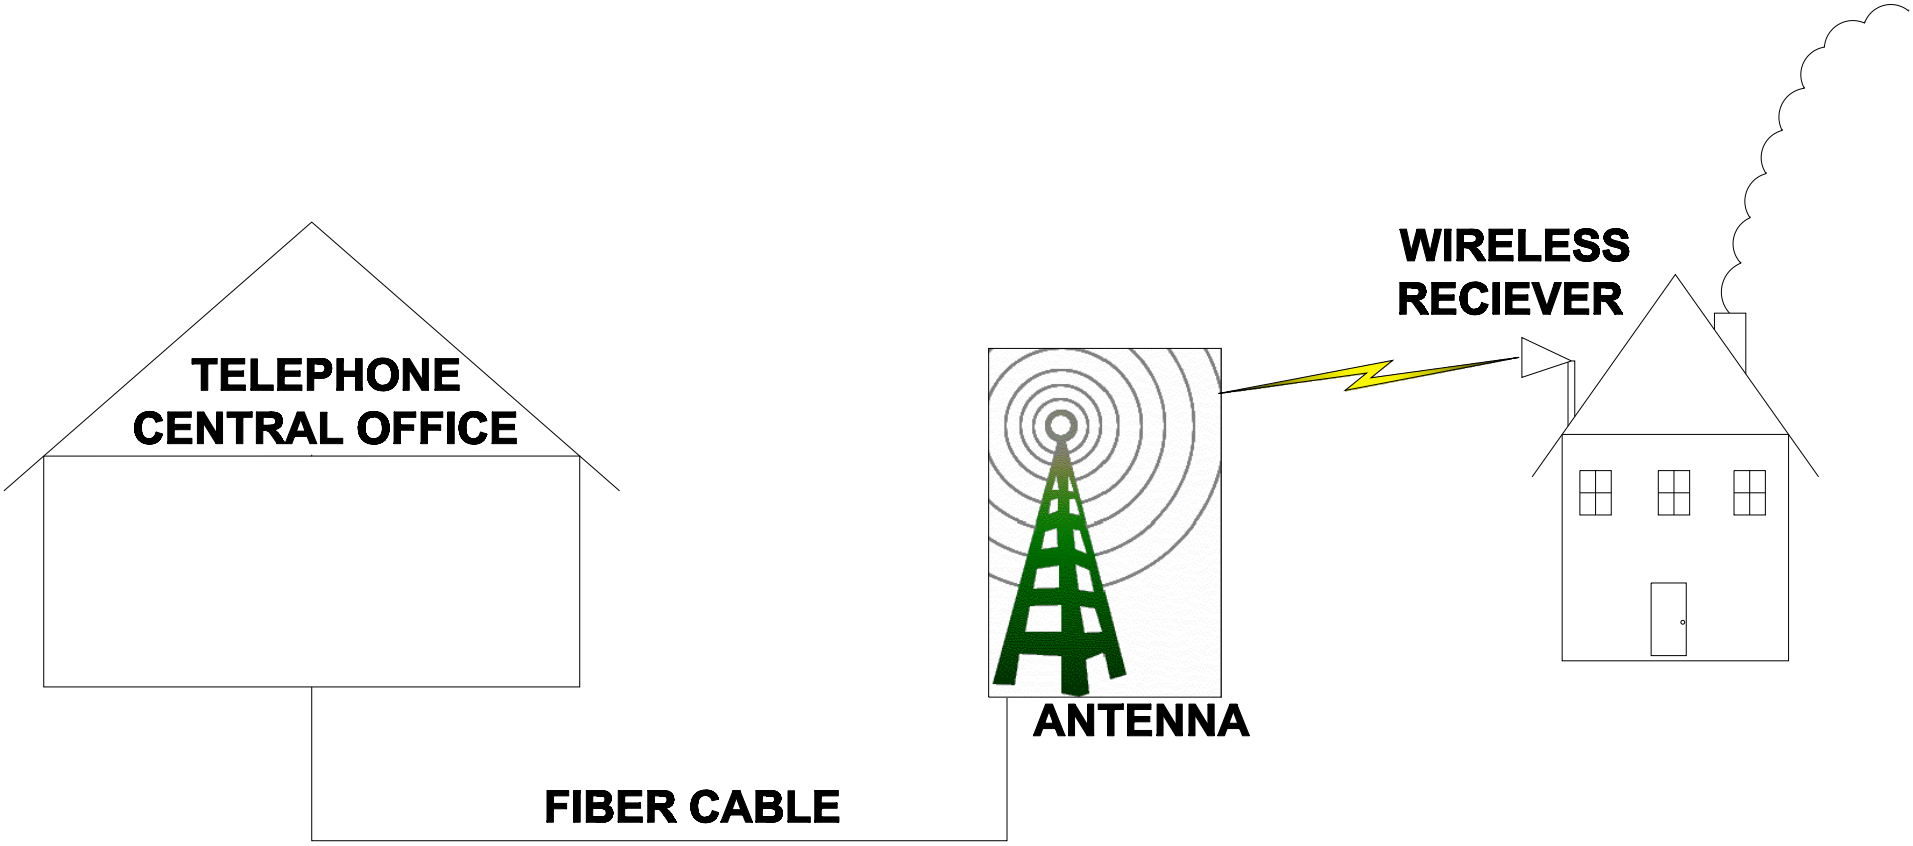 TELEPHONE
CENTRAL OFFICE
WIRELESS
RECIEVER
ANTENNA
FIBER CABLE